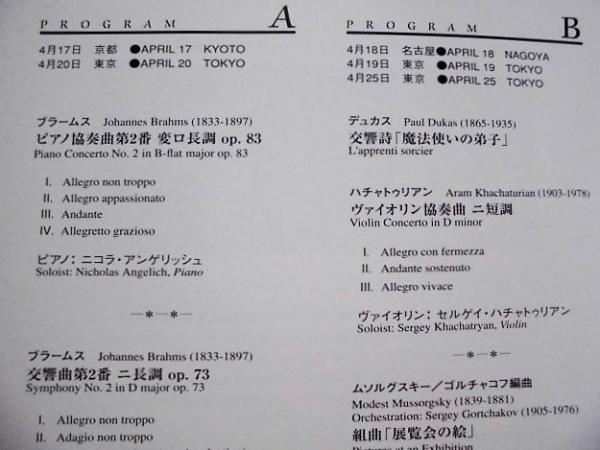 PROGRAM A
4月17日 京都 ●APRIL 17 KYOTO
4月20日 東京 ●APRIL 20 TOKYO
ブラームス Johannes Brahms (1833-1897)
ピアノ協奏曲第2番 変ロ長調 op. 83
Piano Concerto No. 2 in B-flat major op. 83
I. Allegro non troppo
II. Allegro appassionato
III. Andante
IV. Allegretto grazioso
ピアノ:ニコラ・アンゲリッシュ
Soloist: Nicholas Angelich, Piano
—*—*—
ブラームス Johannes Brahms (1833-1897)
交響曲第2番 ニ長調 op. 73
Symphony No. 2 in D major op. 73
I. Allegro non troppo
II. Adagio non troppo
PROGRAM B
4月18日 名古屋●APRIL 18 NAGOYA
4月19日 東京 ●APRIL 19 TOKYO
4月25日 東京 ●APRIL 25 TOKYO
デュカス Paul Dukas (1865-1935)
交響詩「魔法使いの弟子」
L'apprenti sorcier
ハチャトゥリアン Aram Khachaturian (1903-1978)
ヴァイオリン協奏曲 ニ短調
Violin Concerto in D minor
I. Allegro con fermezza
II. Andante sostenuto
III. Allegro vivace
ヴァイオリン:セルゲイ・ハチャトゥリアン
Soloist: Sergey Khachatryan, Violin
—*—*—
ムソルグスキー/ゴルチャコフ編曲
Modest Mussorgsky (1839-1881)
Orchestration: Sergey Gortchakov (1905-1976)
組曲「展覧会の絵」
Pictures at an Exhibition